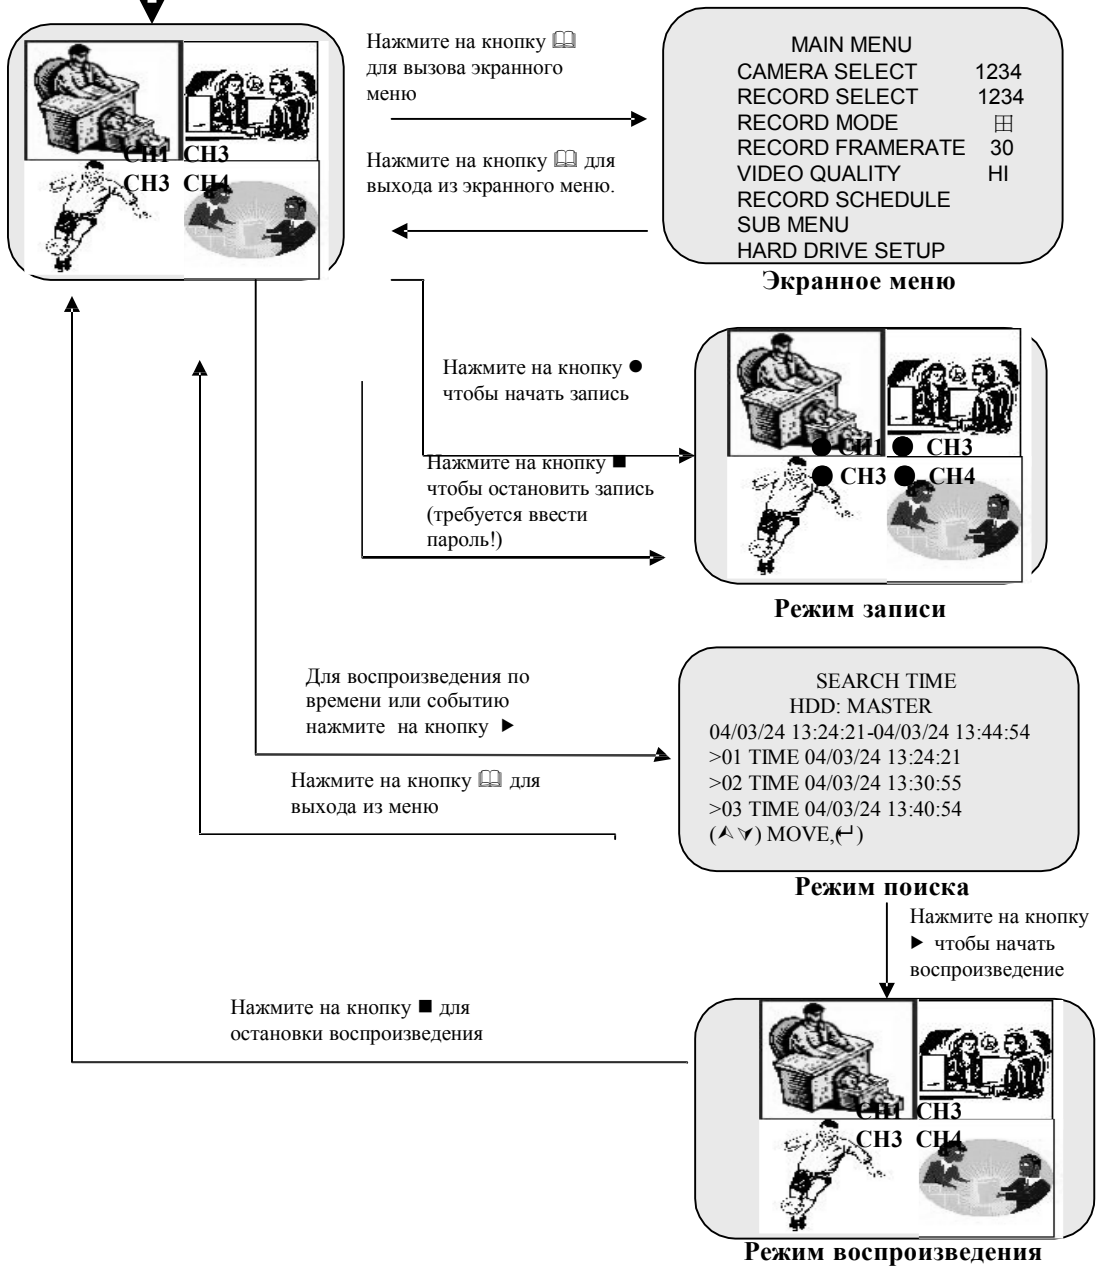 CH1 CH3
CH3 CH4
Нажмите на кнопку 🕮
для вызова экранного
меню
Нажмите на кнопку 🕮 для
выхода из экранного меню.
MAIN MENU
CAMERA SELECT 1234
RECORD SELECT 1234
RECORD MODE 田
RECORD FRAMERATE 30
VIDEO QUALITY HI
RECORD SCHEDULE
SUB MENU
HARD DRIVE SETUP
Экранное меню
Нажмите на кнопку ●
чтобы начать запись
Нажмите на кнопку ■
чтобы остановить запись
(требуется ввести
пароль!)
● CH1 ● CH3
● CH3 ● CH4
Режим записи
Для воспроизведения по
времени или событию
нажмите на кнопку ▶
Нажмите на кнопку 🕮 для
выхода из меню
SEARCH TIME
HDD: MASTER
04/03/24 13:24:21-04/03/24 13:44:54
>01 TIME 04/03/24 13:24:21
>02 TIME 04/03/24 13:30:55
>03 TIME 04/03/24 13:40:54
(⮝⮟) MOVE,(↵)
Режим поиска
Нажмите на кнопку
▶ чтобы начать
воспроизведение
Нажмите на кнопку ■ для
остановки воспроизведения
CH1 CH3
CH3 CH4
Режим воспроизведения